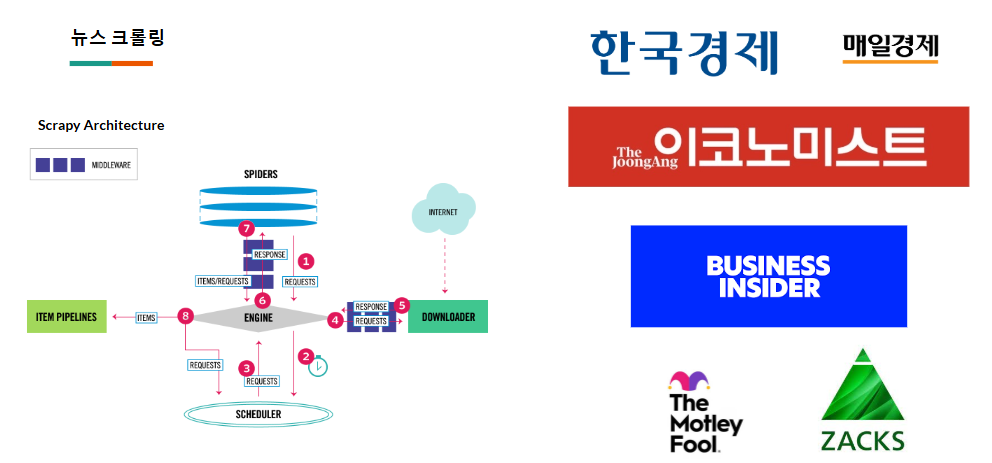 뉴스 크롤링
Scrapy Architecture
MIDDLEWARE
SPIDERS
INTERNET
7
RESPONSE
1
ITEMS/REQUESTS
REQUESTS
6
ITEM PIPELINES
ITEMS
8
ENGINE
4
RESPONSE
REQUESTS
5
DOWNLOADER
REQUESTS
3
REQUESTS
2
SCHEDULER
한국경제
매일경제
The
JoongAng
이코노미스트
BUSINESS
INSIDER
The
Motley
Fool.
ZACKS